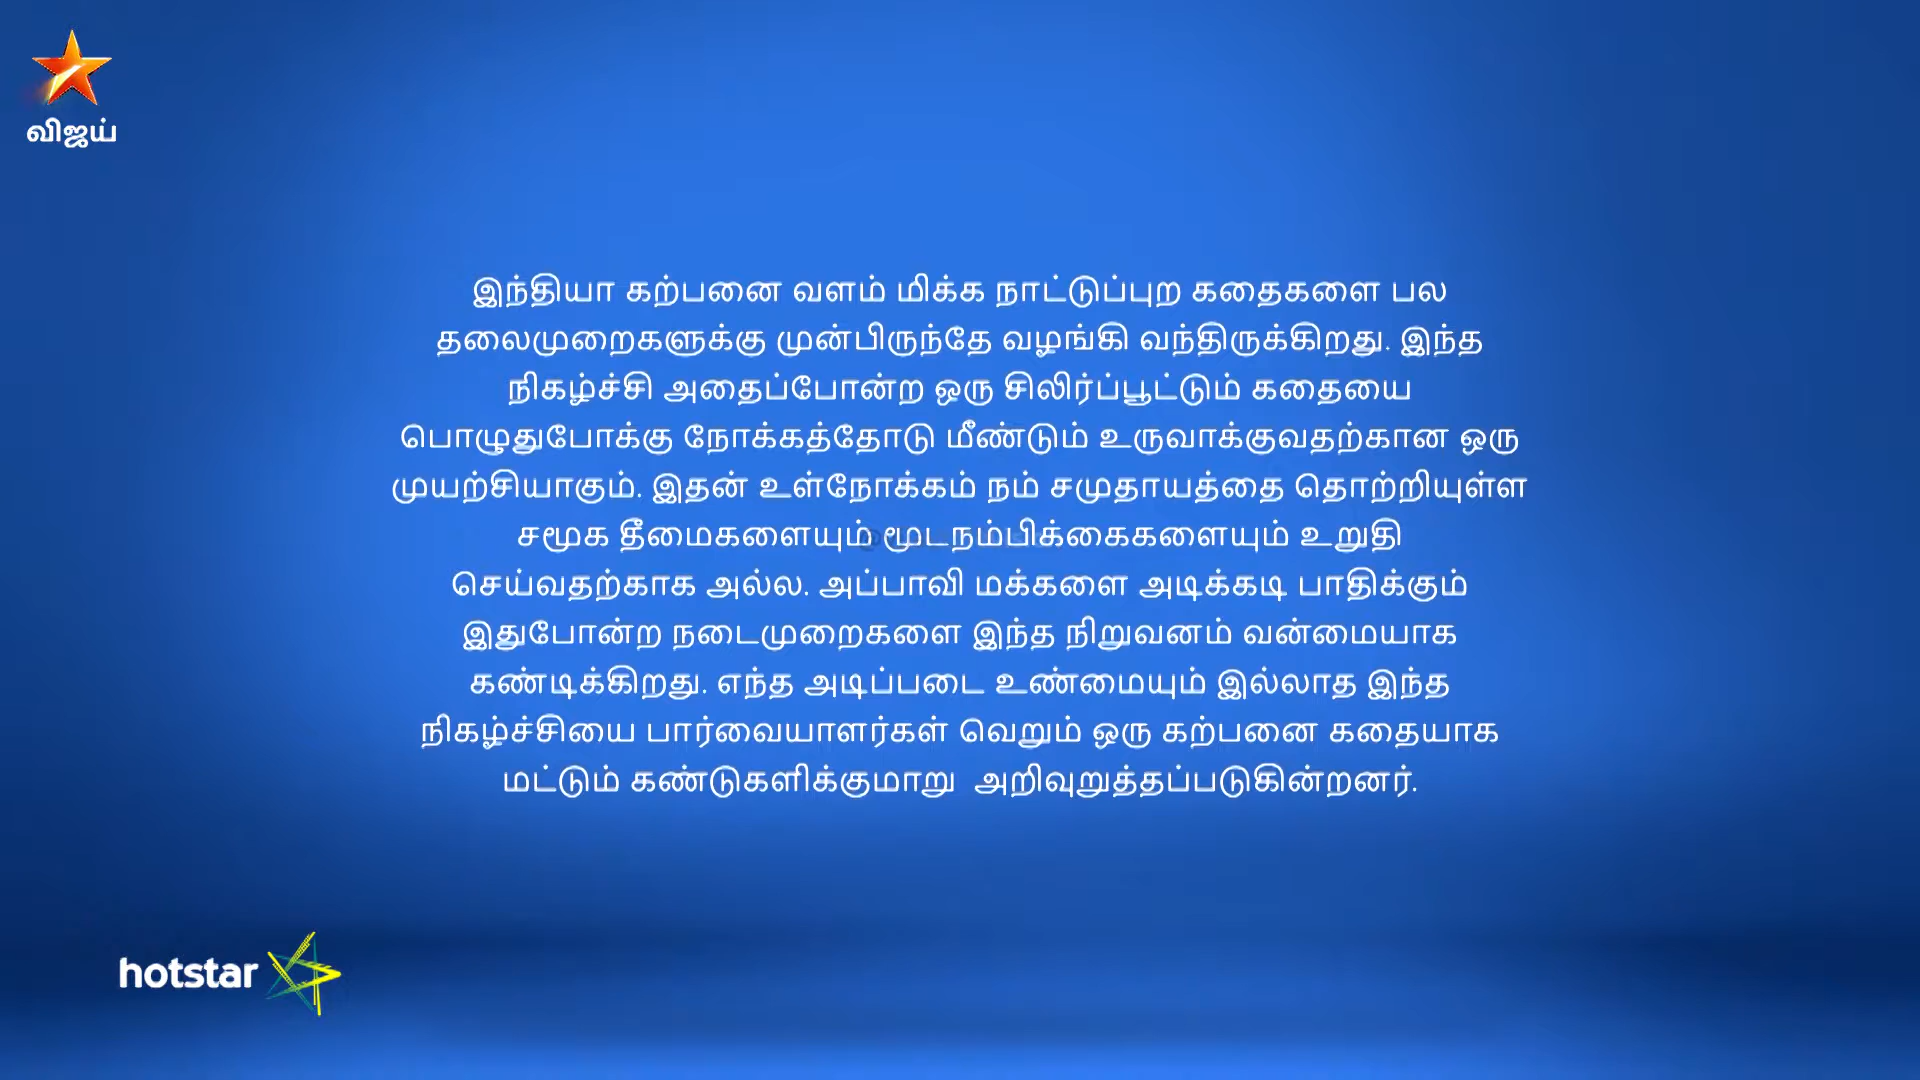 விஜய்
இந்தியா கற்பனை வளம் மிக்க நாட்டுப்புற கதைகளை பல
தலைமுறைகளுக்கு முன்பிருந்தே வழங்கி வந்திருக்கிறது. இந்த
நிகழ்ச்சி அதைப்போன்ற ஒரு சிலிர்ப்பூட்டும் கதையை
பொழுதுபோக்கு நோக்கத்தோடு மீண்டும் உருவாக்குவதற்கான ஒரு
முயற்சியாகும். இதன் உள்நோக்கம் நம் சமுதாயத்தை தொற்றியுள்ள
சமூக தீமைகளையும் மூடநம்பிக்கைகளையும் உறுதி
செய்வதற்காக அல்ல. அப்பாவி மக்களை அடிக்கடி பாதிக்கும்
இதுபோன்ற நடைமுறைகளை இந்த நிறுவனம் வன்மையாக
கண்டிக்கிறது. எந்த அடிப்படை உண்மையும் இல்லாத இந்த
நிகழ்ச்சியை பார்வையாளர்கள் வெறும் ஒரு கற்பனை கதையாக
மட்டும் கண்டுகளிக்குமாறு அறிவுறுத்தப்படுகின்றனர்.
hotstar